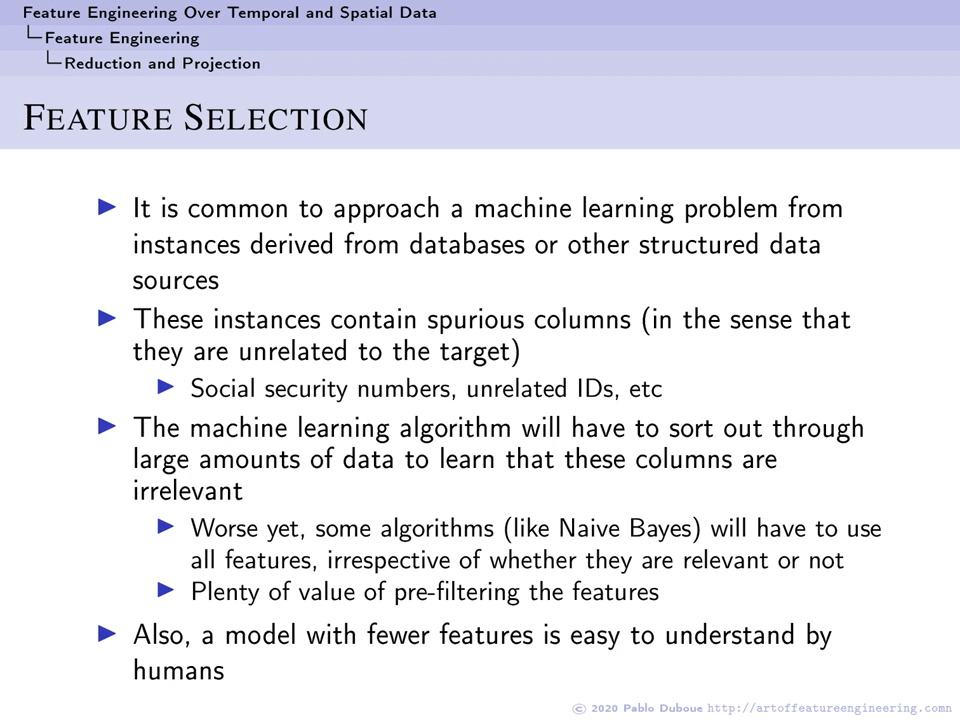 Feature Engineering Over Temporal and Spatial Data
Feature Engineering
Reduction and Projection
FEATURE SELECTION
It is common to approach a machine learning problem from
instances derived from databases or other structured data
sources
These instances contain spurious columns (in the sense that
they are unrelated to the target)
Social security numbers, unrelated IDs, etc
The machine learning algorithm will have to sort out through
large amounts of data to learn that these columns are
irrelevant
Worse yet, some algorithms (like Naive Bayes) will have to use
all features, irrespective of whether they are relevant or not
Plenty of value of pre-filtering the features
Also, a model with fewer features is easy to understand by
humans
© 2020 Pablo Duboue http://artoffeatureengineering.comn